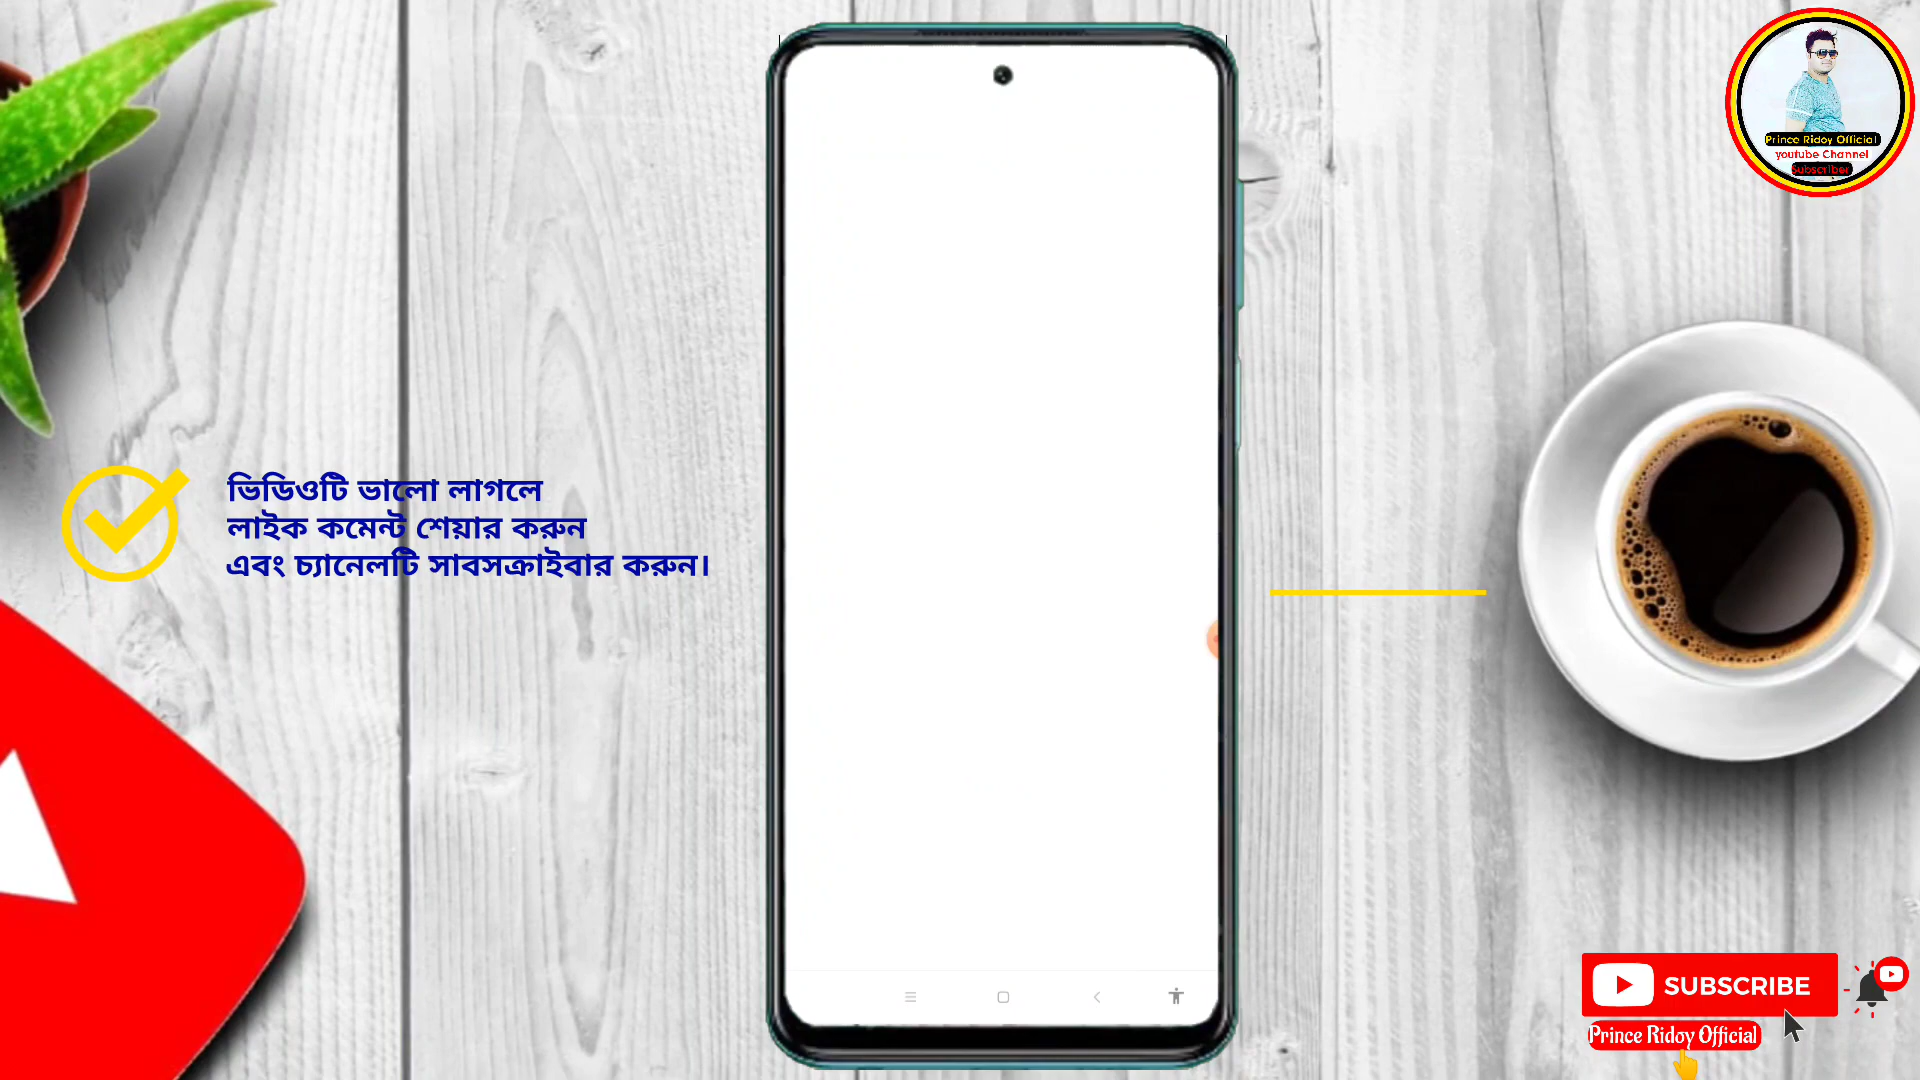 Prince Ridoy Official
youtube Channel
Subscriber
ভিডিওটি ভালো লাগলে
লাইক কমেন্ট শেয়ার করুন
এবং চ্যানেলটি সাবসক্রাইবার করুন।
SUBSCRIBE
Prince Ridoy Official